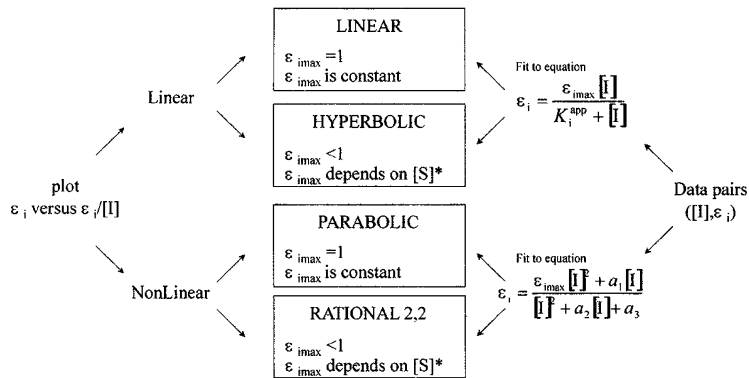 LINEAR
ε imax =1
ε imax is constant
Linear
HYPERBOLIC
ε imax <1
ε imax depends on [S]*
plot
ε i versus ε i/[I]
PARABOLIC
ε imax =1
ε imax is constant
NonLinear
RATIONAL 2,2
ε imax <1
ε imax depends on [S]*
Fit to equation
ε i = ε imax [I] / K i app + [I]
Data pairs
([I],ε i)
Fit to equation
ε i = ε imax [I]² + a₁ [I] / [I]² + a₂ [I] + a₃